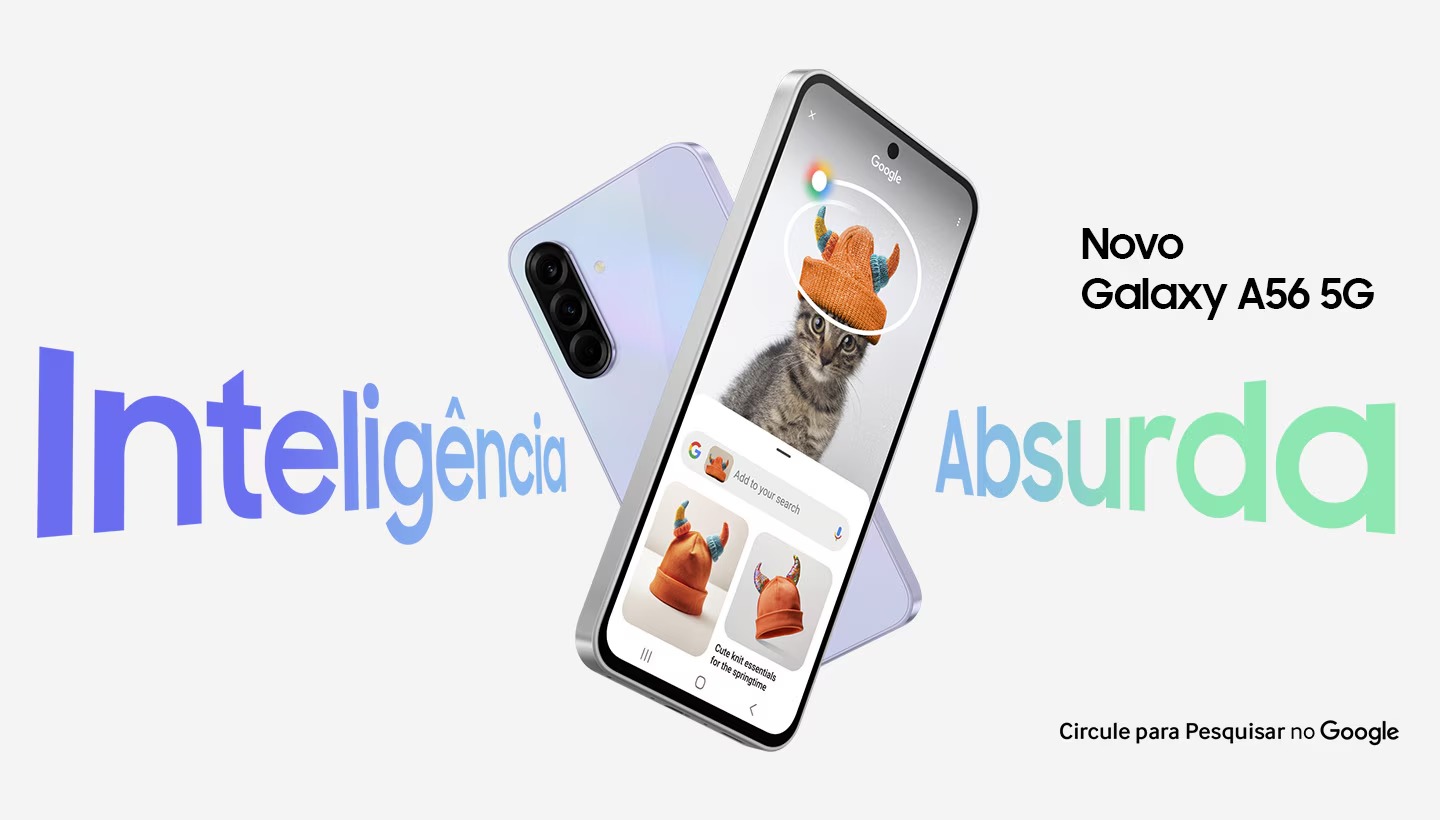 Novo
Galaxy A56 5G
Inteligência Absurda
Google
Add to your search
Cute knit essentials
for the springtime
Circule para Pesquisar no Google